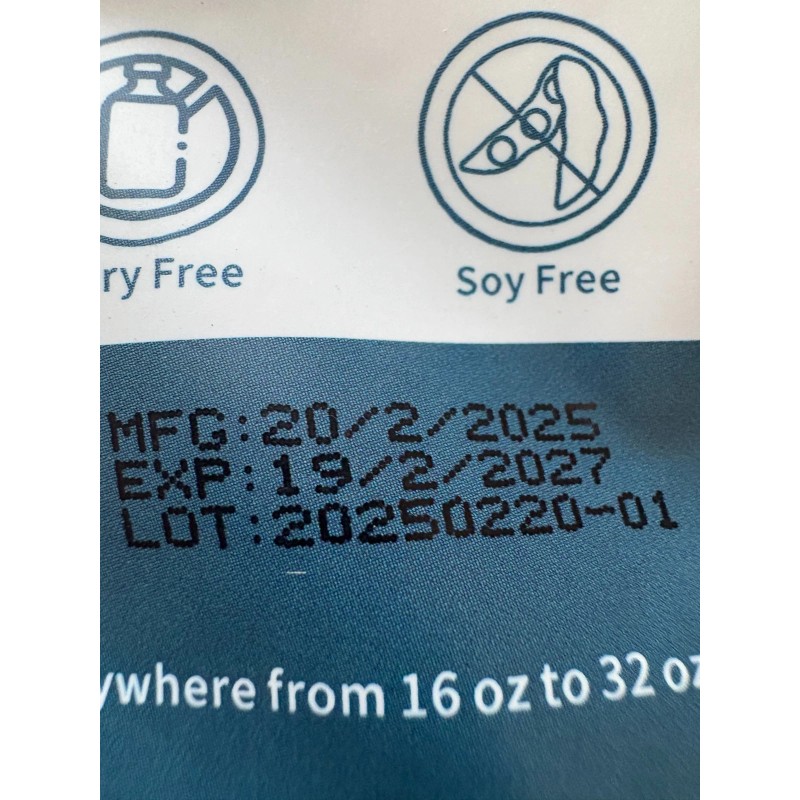 ry Free
Soy Free
MFG:20/2/2025
EXP:19/2/2027
LOT:20250220-01
ywhere from 16 oz to 32 oz